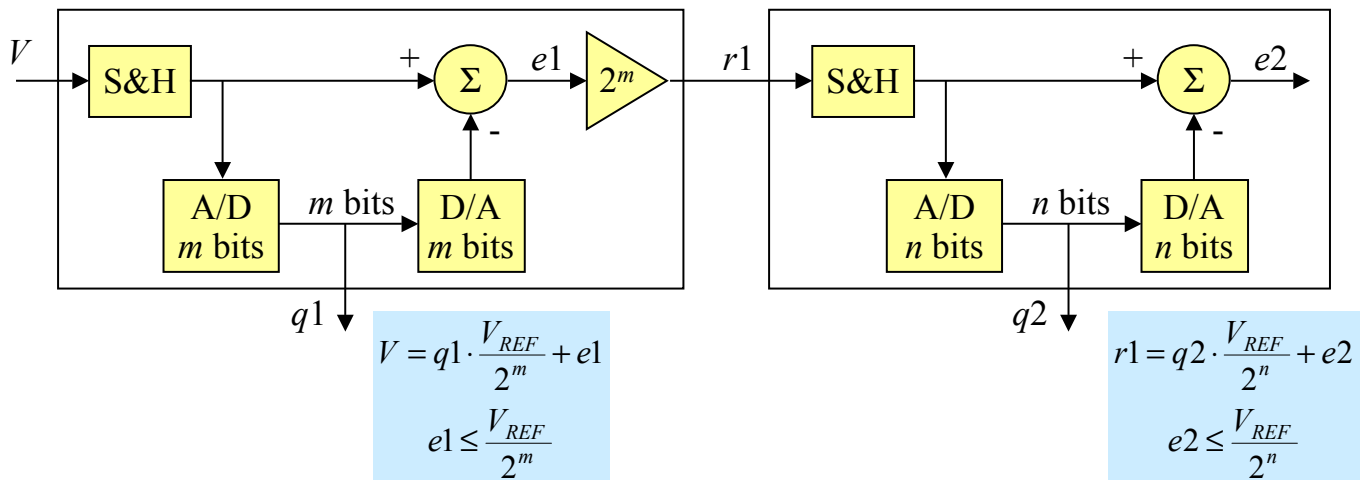 V
S&H
+
Σ
-
e1
2^m
r1
S&H
+
Σ
-
e2
A/D
m bits
m bits
D/A
m bits
A/D
n bits
n bits
D/A
n bits
q1
q2
V = q1 · V_REF / 2^m + e1
e1 ≤ V_REF / 2^m
r1 = q2 · V_REF / 2^n + e2
e2 ≤ V_REF / 2^n